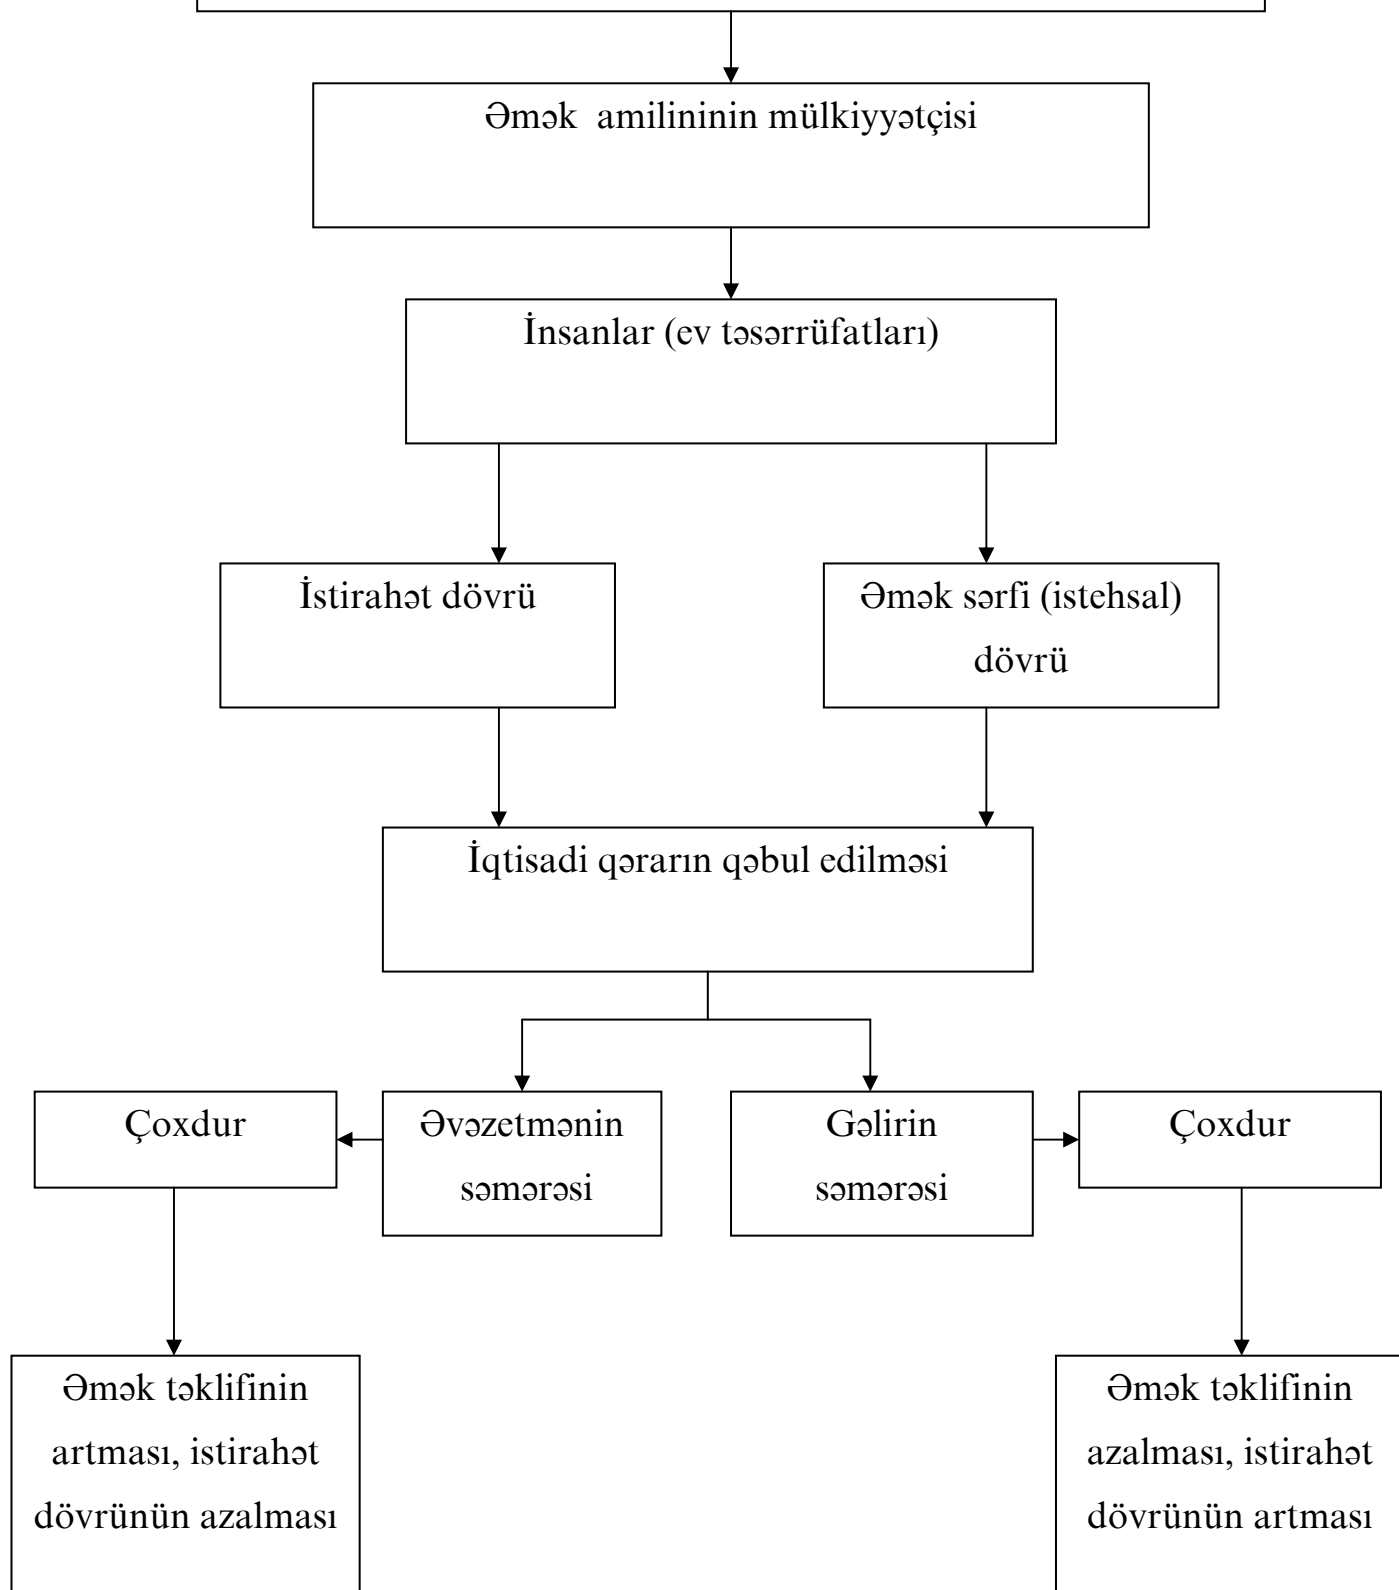 Əmək  amilininin mülkiyyətçisi
İnsanlar (ev təsərrüfatları)
İstirahət dövrü
Əmək sərfi (istehsal)
dövrü
İqtisadi qərarın qəbul edilməsi
Çoxdur
Əvəzetmənin
səmərəsi
Gəlirin
səmərəsi
Çoxdur
Əmək təklifinin
artması, istirahət
dövrünün azalması
Əmək təklifinin
azalması, istirahət
dövrünün artması